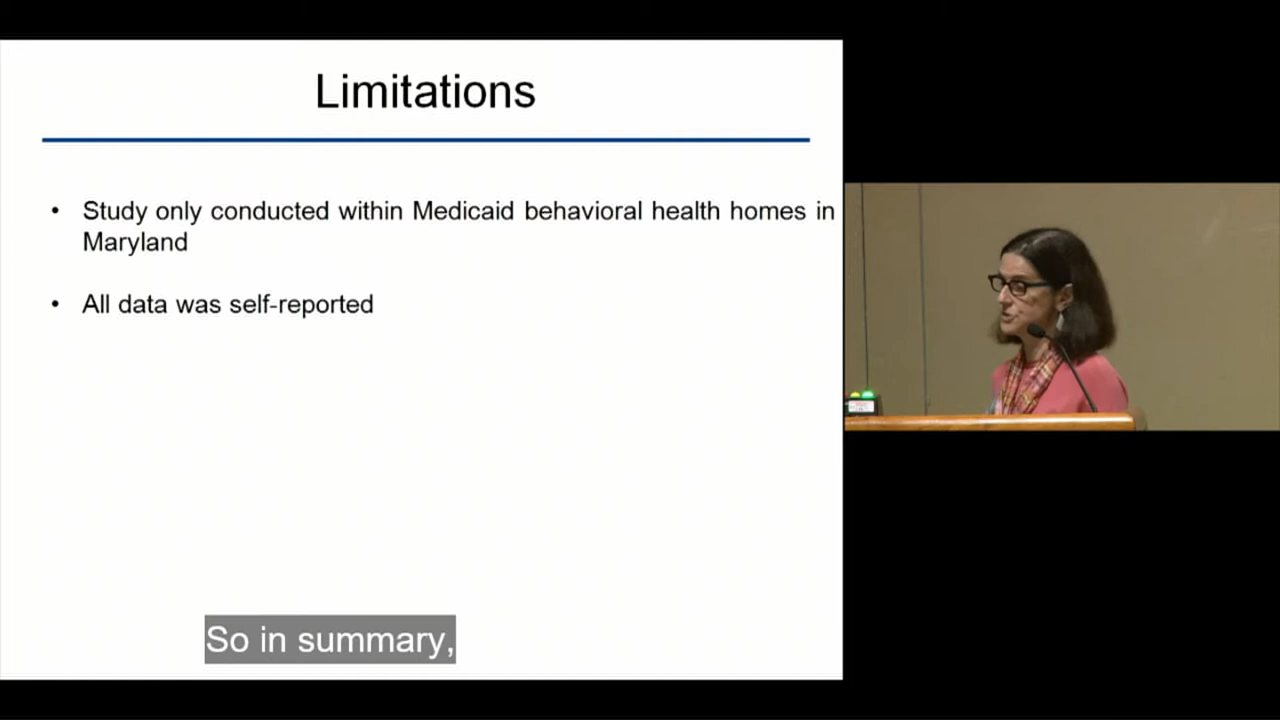 Limitations
• Study only conducted within Medicaid behavioral health homes in
Maryland
• All data was self-reported
So in summary,